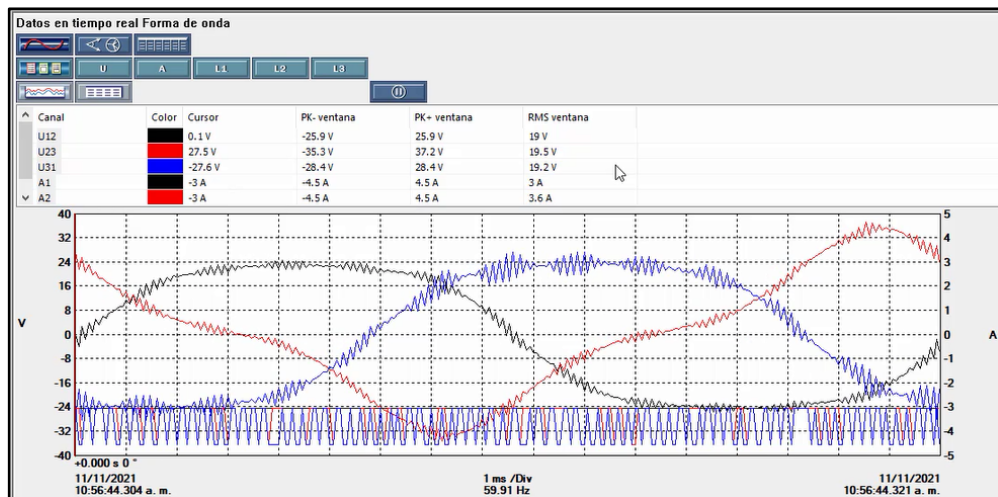 Datos en tiempo real Forma de onda
U A L1 L2 L3
Canal Color Cursor PK- ventana PK+ ventana RMS ventana
U12 0.1 V -25.9 V 25.9 V 19 V
U23 27.5 V -35.3 V 37.2 V 19.5 V
U31 -27.6 V -28.4 V 28.4 V 19.2 V
A1 -3 A -4.5 A 4.5 A 3 A
A2 -3 A -4.5 A 4.5 A 3.6 A
40 5
32 4
24 3
16 2
8 1
V 0 0 A
-8 -1
-16 -2
-24 -3
-32 -4
-40 -5
+0.000 s 0 °
11/11/2021 1 ms /Div 11/11/2021
10:56:44.304 a. m. 59.91 Hz 10:56:44.321 a. m.